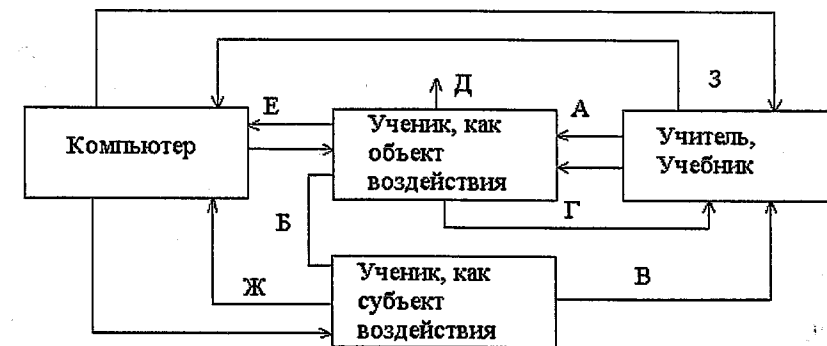 З
Д
Е
А
Компьютер
Ученик, как
объект
воздействия
Учитель,
Учебник
Б
Г
Ж
Ученик, как
субъект
воздействия
В